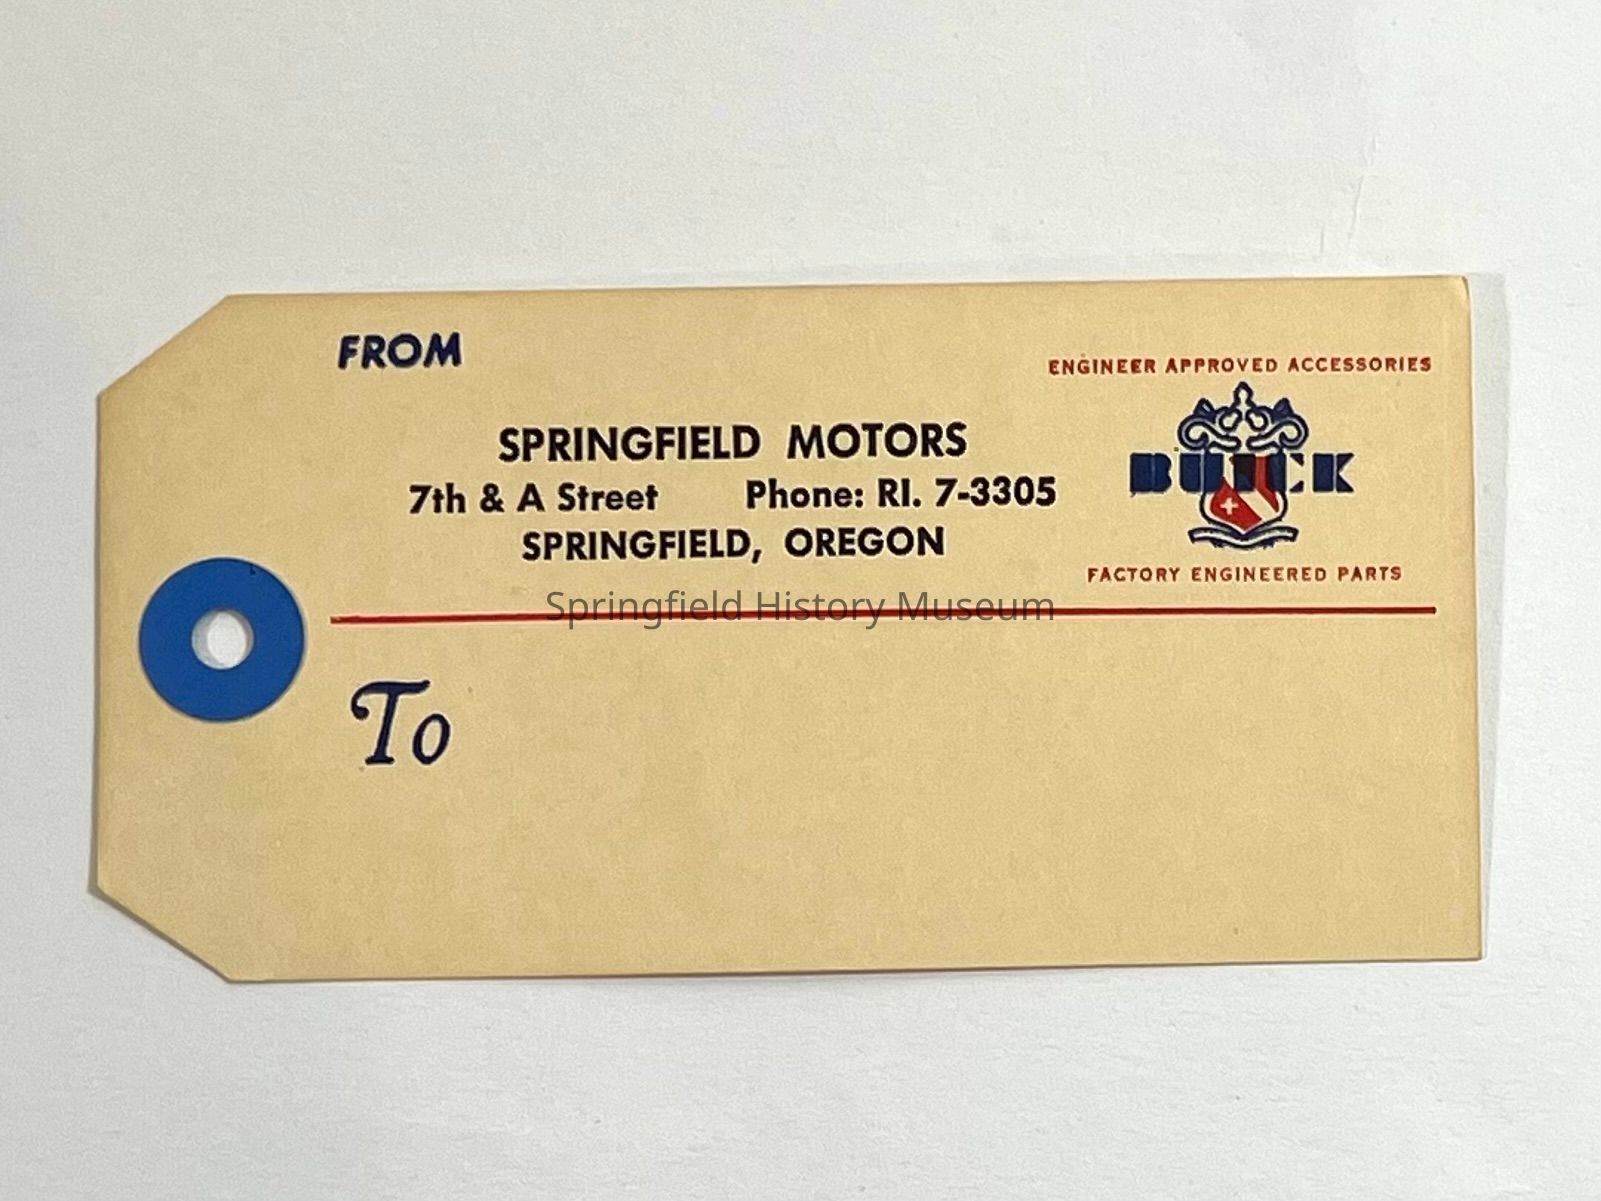 FROM
SPRINGFIELD MOTORS
7th & A Street Phone: RI. 7-3305
SPRINGFIELD, OREGON
ENGINEER APPROVED ACCESSORIES
BUICK
FACTORY ENGINEERED PARTS
Springfield History Museum
To